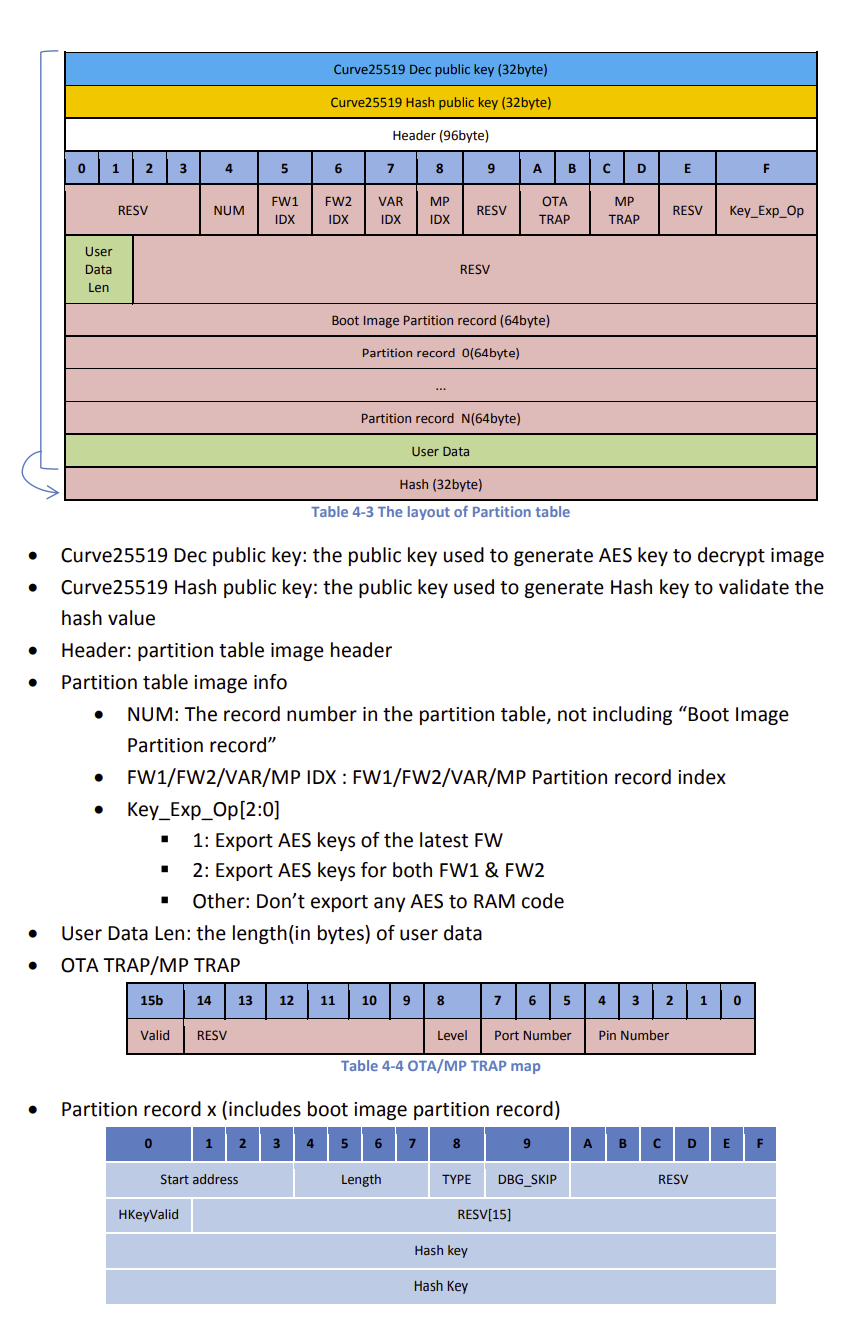 Curve25519 Dec public key (32byte)
Curve25519 Hash public key (32byte)
Header (96byte)
0 1 2 3 4 5 6 7 8 9 A B C D E F
RESV NUM FW1 IDX FW2 IDX VAR IDX MP IDX RESV OTA TRAP MP TRAP RESV Key_Exp_Op
User Data Len RESV
Boot Image Partition record (64byte)
Partition record 0(64byte)
...
Partition record N(64byte)
User Data
Hash (32byte)
Table 4-3 The layout of Partition table
• Curve25519 Dec public key: the public key used to generate AES key to decrypt image
• Curve25519 Hash public key: the public key used to generate Hash key to validate the
hash value
• Header: partition table image header
• Partition table image info
• NUM: The record number in the partition table, not including “Boot Image
Partition record”
• FW1/FW2/VAR/MP IDX : FW1/FW2/VAR/MP Partition record index
• Key_Exp_Op[2:0]
▪ 1: Export AES keys of the latest FW
▪ 2: Export AES keys for both FW1 & FW2
▪ Other: Don’t export any AES to RAM code
• User Data Len: the length(in bytes) of user data
• OTA TRAP/MP TRAP
15b 14 13 12 11 10 9 8 7 6 5 4 3 2 1 0
Valid RESV Level Port Number Pin Number
Table 4-4 OTA/MP TRAP map
• Partition record x (includes boot image partition record)
0 1 2 3 4 5 6 7 8 9 A B C D E F
Start address Length TYPE DBG_SKIP RESV
HKeyValid RESV[15]
Hash key
Hash Key